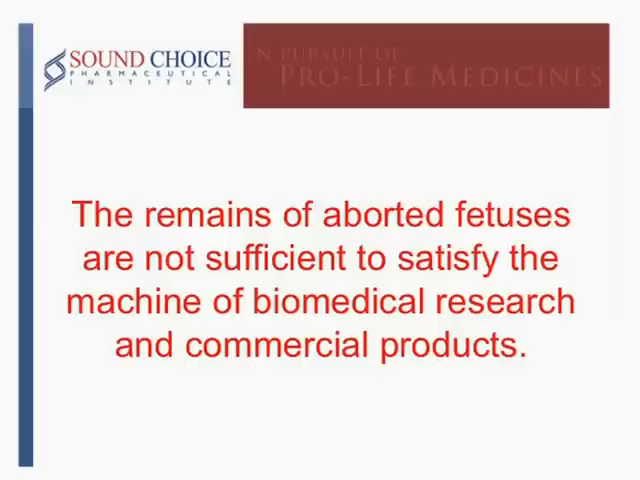 SOUND CHOICE
PHARMACEUTICAL
INSTITUTE
N PURSUIT OF
PRO-LIFE MEDICINES
The remains of aborted fetuses
are not sufficient to satisfy the
machine of biomedical research
and commercial products.